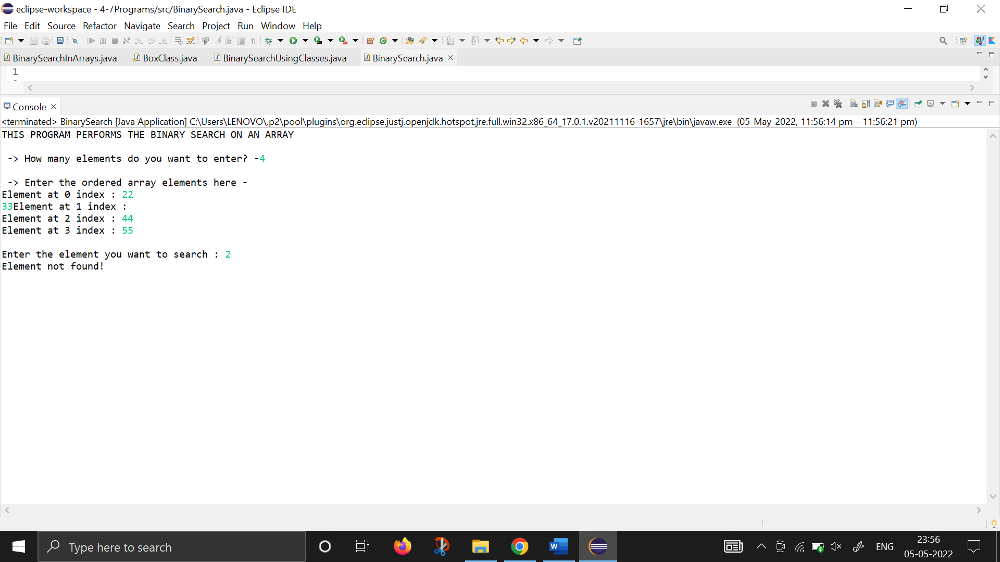 eclipse-workspace - 4-7Programs/src/BinarySearch.java - Eclipse IDE
File Edit Source Refactor Navigate Search Project Run Window Help
BinarySearchInArrays.java BoxClass.java BinarySearchUsingClasses.java BinarySearch.java
1
Console
<terminated> BinarySearch [Java Application] C:\Users\LENOVO\.p2\pool\plugins\org.eclipse.justj.openjdk.hotspot.jre.full.win32.x86_64_17.0.1.v20211116-1657\jre\bin\javaw.exe (05-May-2022, 11:56:14 pm – 11:56:21 pm)
THIS PROGRAM PERFORMS THE BINARY SEARCH ON AN ARRAY
-> How many elements do you want to enter? -4
-> Enter the ordered array elements here -
Element at 0 index : 22
33Element at 1 index :
Element at 2 index : 44
Element at 3 index : 55
Enter the element you want to search : 2
Element not found!
Type here to search
ENG
23:56
05-05-2022